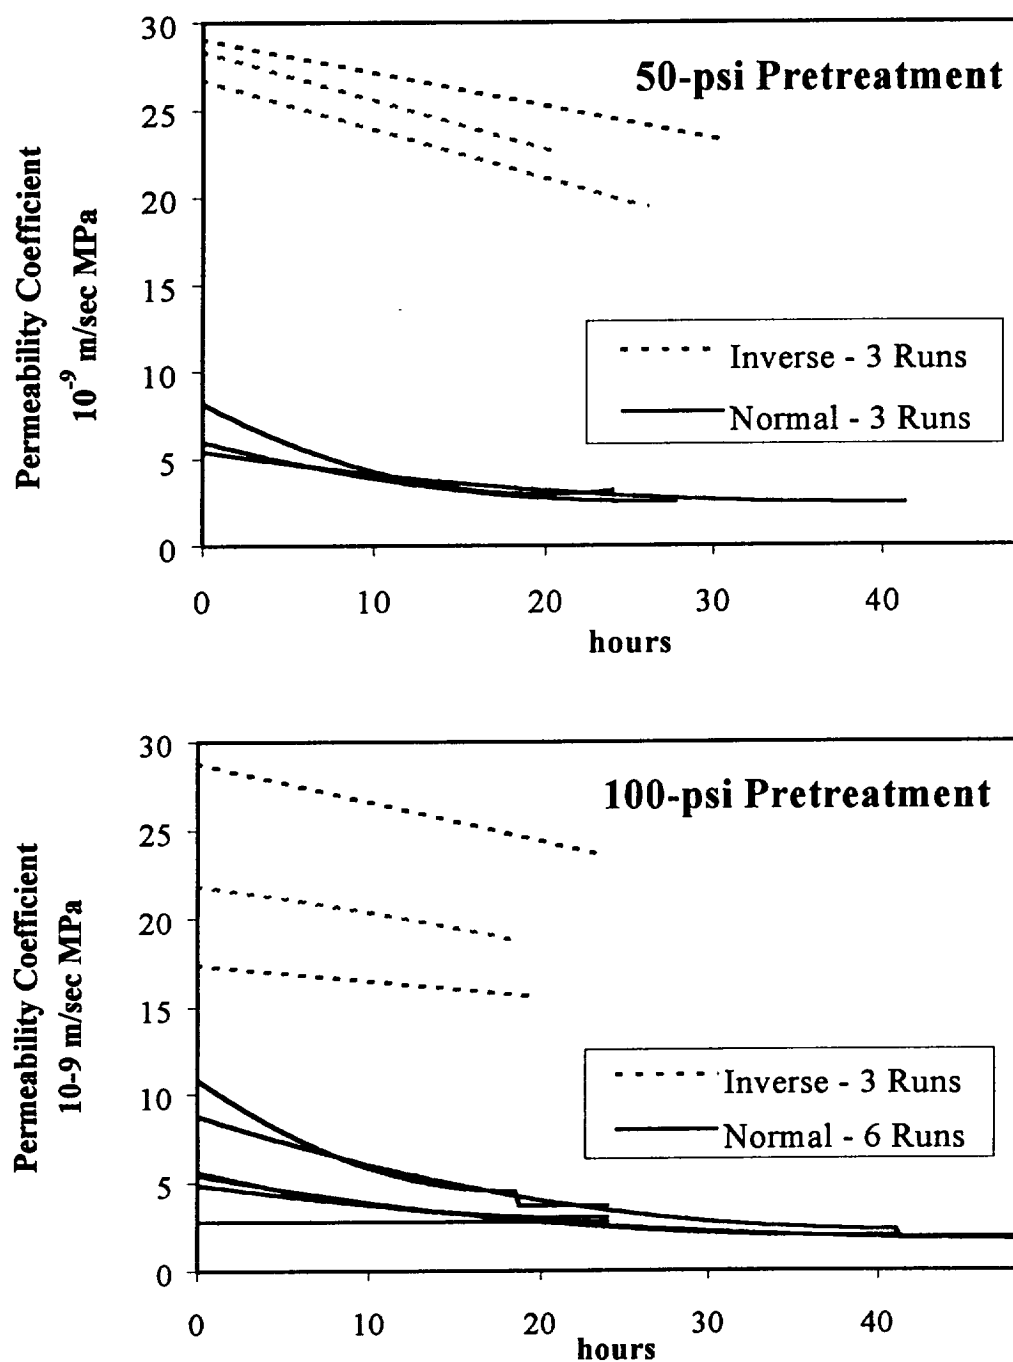 50-psi Pretreatment
Permeability Coefficient
10⁻⁹ m/sec MPa
30
25
20
15
10
5
0
Inverse - 3 Runs
Normal - 3 Runs
0 10 20 30 40
hours
100-psi Pretreatment
Permeability Coefficient
10-9 m/sec MPa
30
25
20
15
10
5
0
Inverse - 3 Runs
Normal - 6 Runs
0 10 20 30 40
hours